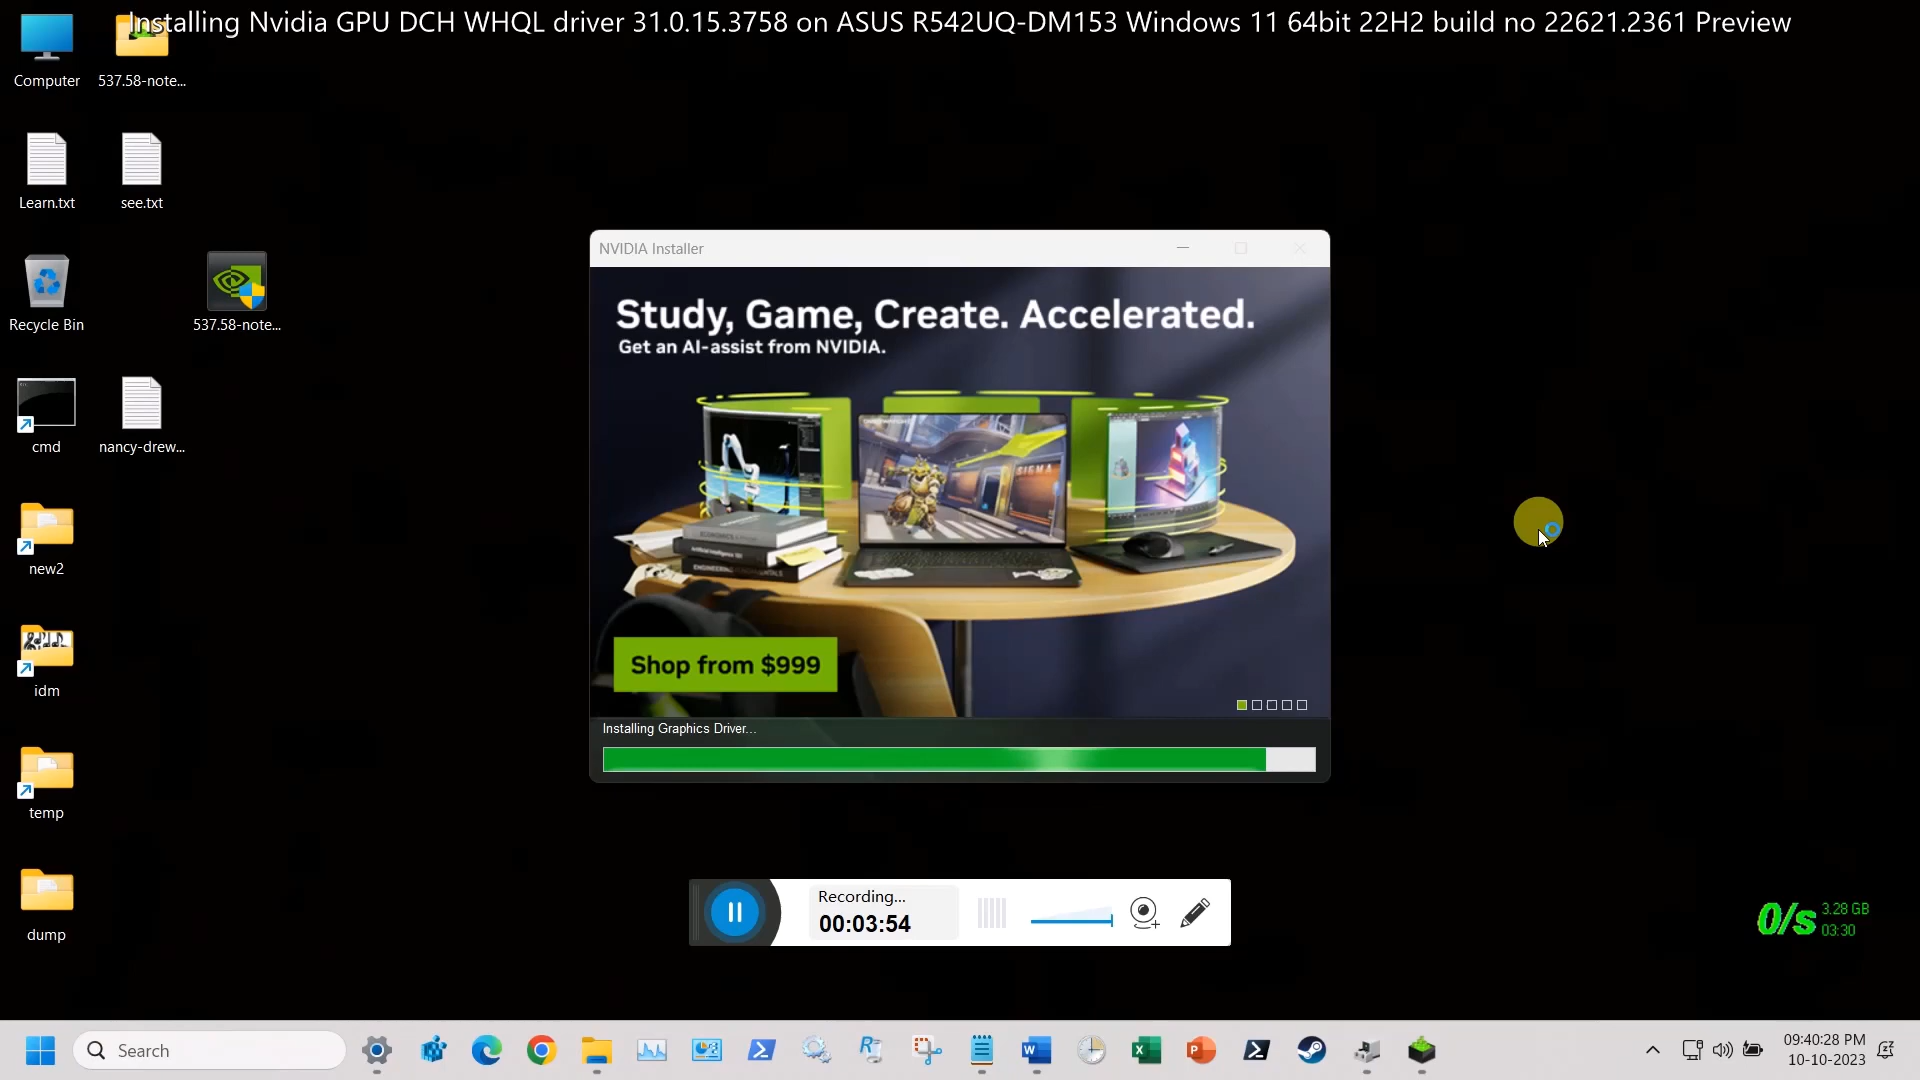 Installing Nvidia GPU DCH WHQL driver 31.0.15.3758 on ASUS R542UQ-DM153 Windows 11 64bit 22H2 build no 22621.2361 Preview
Computer
537.58-note...
Learn.txt
see.txt
Recycle Bin
537.58-note...
cmd
nancy-drew...
new2
idm
temp
dump
NVIDIA Installer
Study, Game, Create. Accelerated.
Get an AI-assist from NVIDIA.
SIGMA
ECONOMICS
Shop from $999
Installing Graphics Driver...
Recording...
00:03:54
0/s
3.28 GB
03:30
Search
09:40:28 PM
10-10-2023